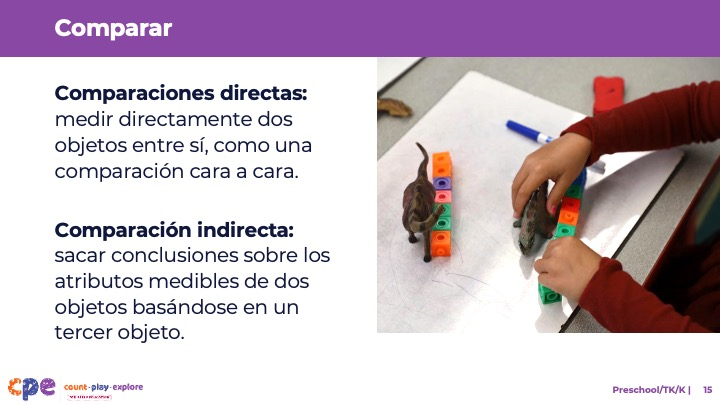 Comparar
Comparaciones directas:
medir directamente dos
objetos entre sí, como una
comparación cara a cara.
Comparación indirecta:
sacar conclusiones sobre los
atributos medibles de dos
objetos basándose en un
tercer objeto.
cpe count·play·explore
Preschool/TK/K | 15